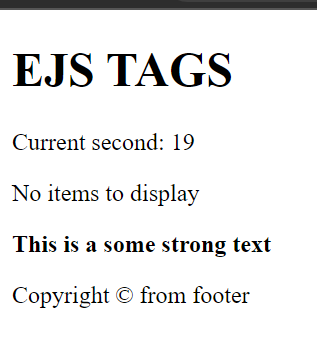 EJS TAGS
Current second: 19
No items to display
This is a some strong text
Copyright © from footer